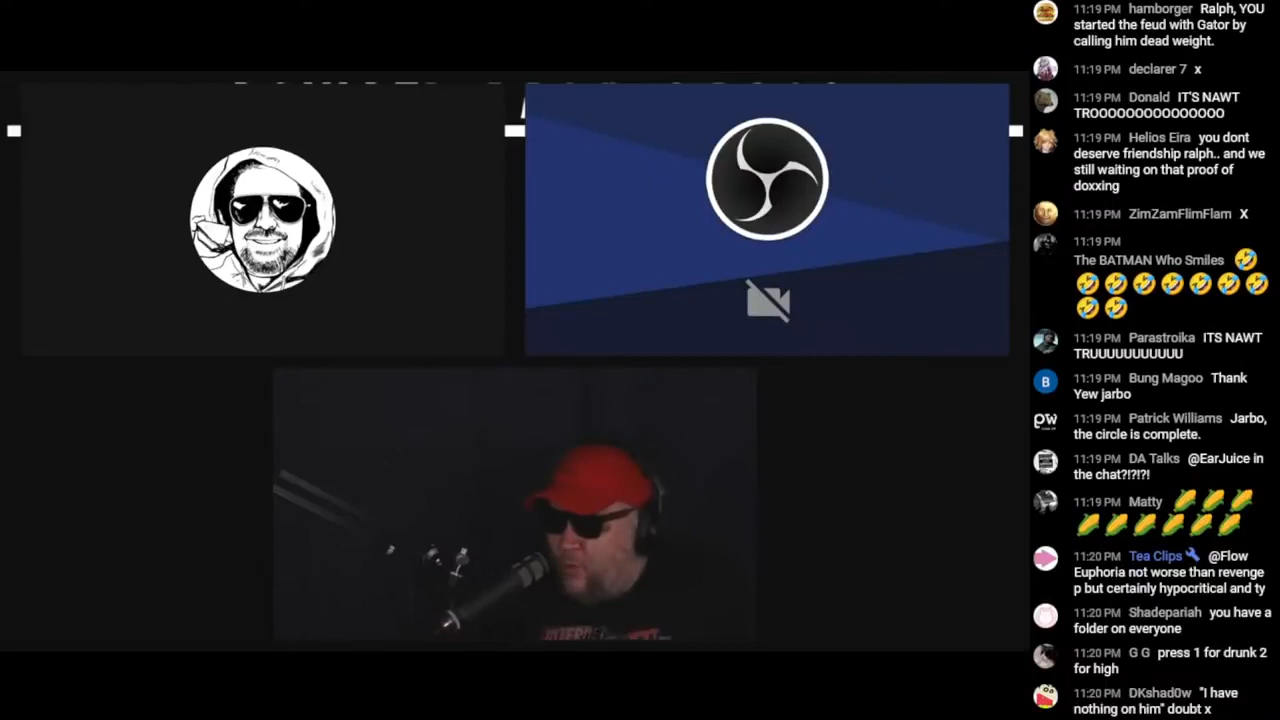 11:19 PM hamborger Ralph, YOU
started the feud with Gator by
calling him dead weight.
11:19 PM declarer 7 x
11:19 PM Donald IT'S NAWT
TROOOOOOOOOOOOOOO
11:19 PM Helios Eira you dont
deserve friendship ralph.. and we
still waiting on that proof of
doxxing
11:19 PM ZimZamFlimFlam X
11:19 PM
The BATMAN Who Smiles 🤣
🤣🤣🤣🤣🤣🤣🤣
🤣🤣
11:19 PM Parastroika ITS NAWT
TRUUUUUUUUUUU
B
11:19 PM Bung Magoo Thank
Yew jarbo
pw
11:19 PM Patrick Williams Jarbo,
the circle is complete.
11:19 PM DA Talks @EarJuice in
the chat?!?!?!
11:19 PM Matty 🌽🌽🌽
🌽🌽🌽🌽🌽🌽
11:20 PM Tea Clips 🔧 @Flow
Euphoria not worse than revenge
p but certainly hypocritical and ty
11:20 PM Shadepariah you have a
folder on everyone
11:20 PM G G press 1 for drunk 2
for high
11:20 PM DKshad0w "I have
nothing on him" doubt x